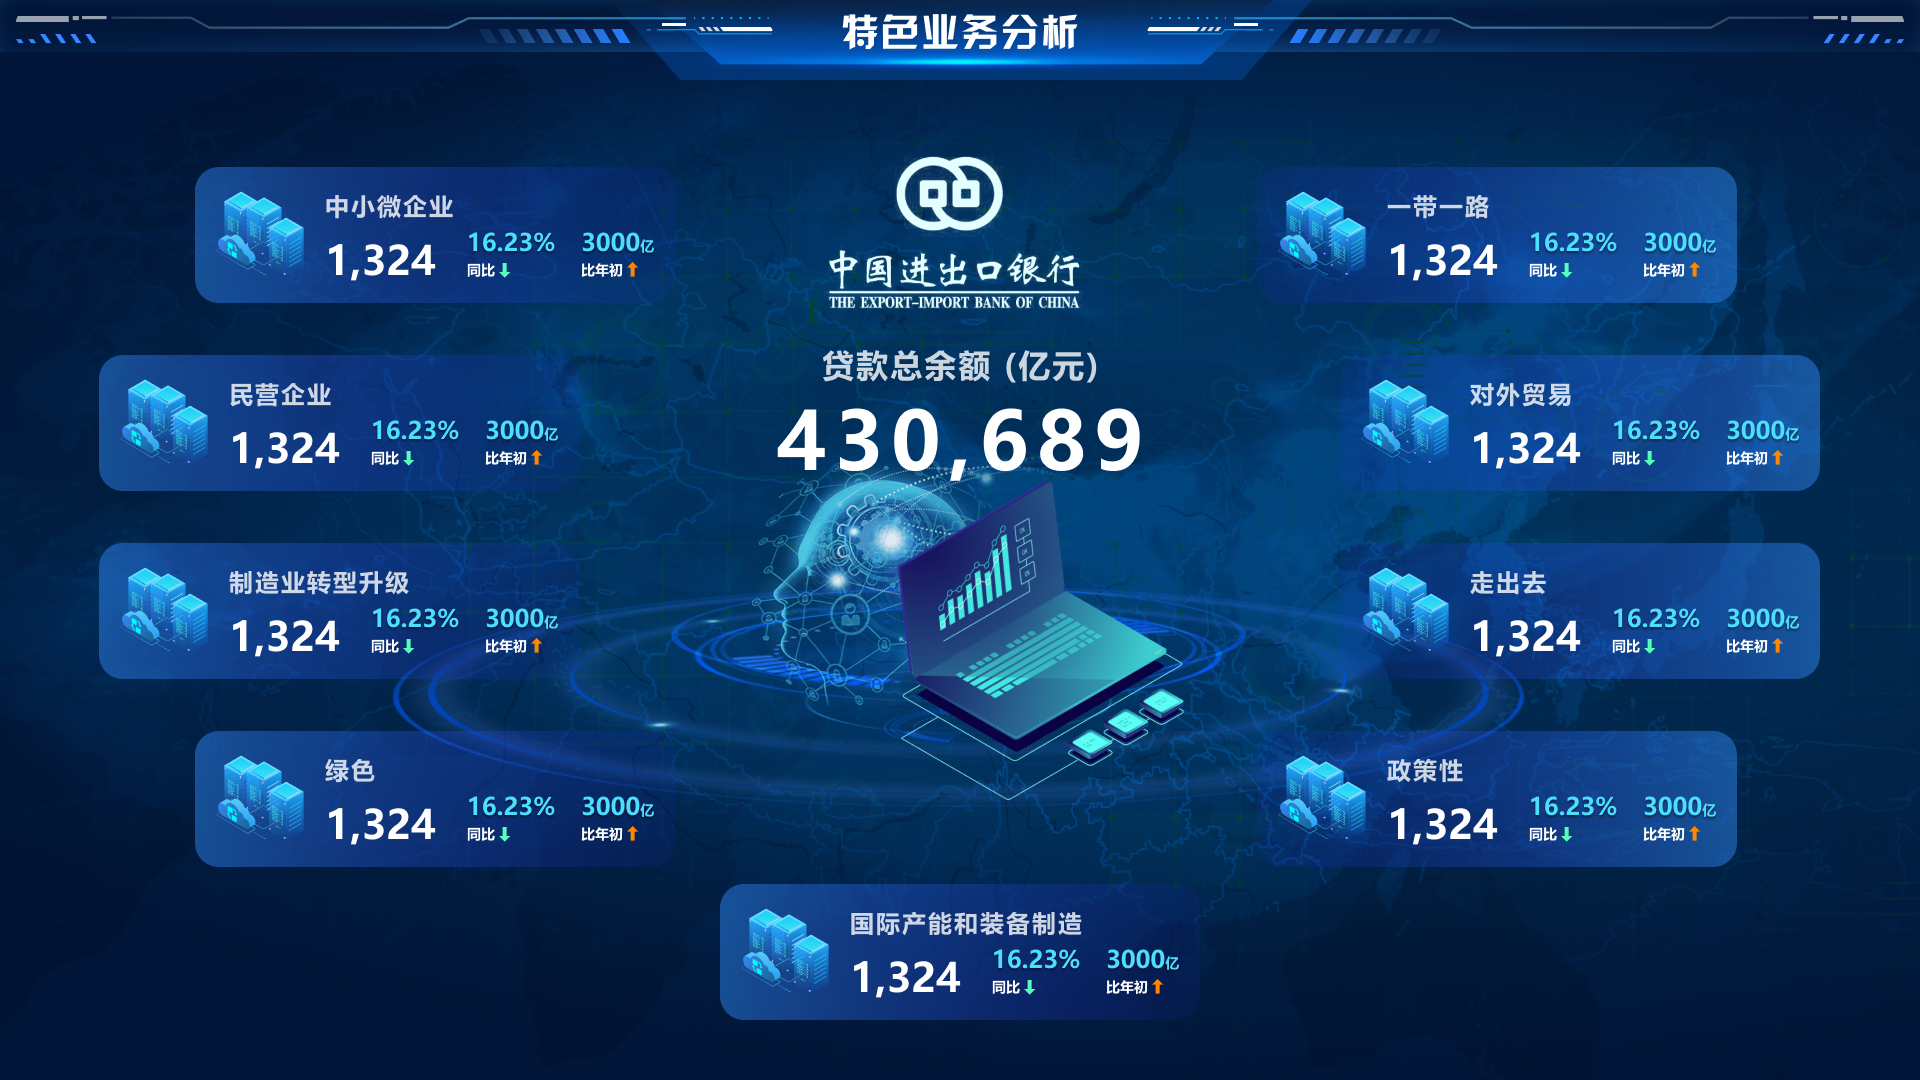 特色业务分析
中国进出口银行
THE EXPORT-IMPORT BANK OF CHINA
贷款总余额 (亿元)
430,689
中小微企业
1,324
16.23%
同比
3000亿
比年初
民营企业
1,324
16.23%
同比
3000亿
比年初
制造业转型升级
1,324
16.23%
同比
3000亿
比年初
绿色
1,324
16.23%
同比
3000亿
比年初
一带一路
1,324
16.23%
同比
3000亿
比年初
对外贸易
1,324
16.23%
同比
3000亿
比年初
走出去
1,324
16.23%
同比
3000亿
比年初
政策性
1,324
16.23%
同比
3000亿
比年初
国际产能和装备制造
1,324
16.23%
同比
3000亿
比年初